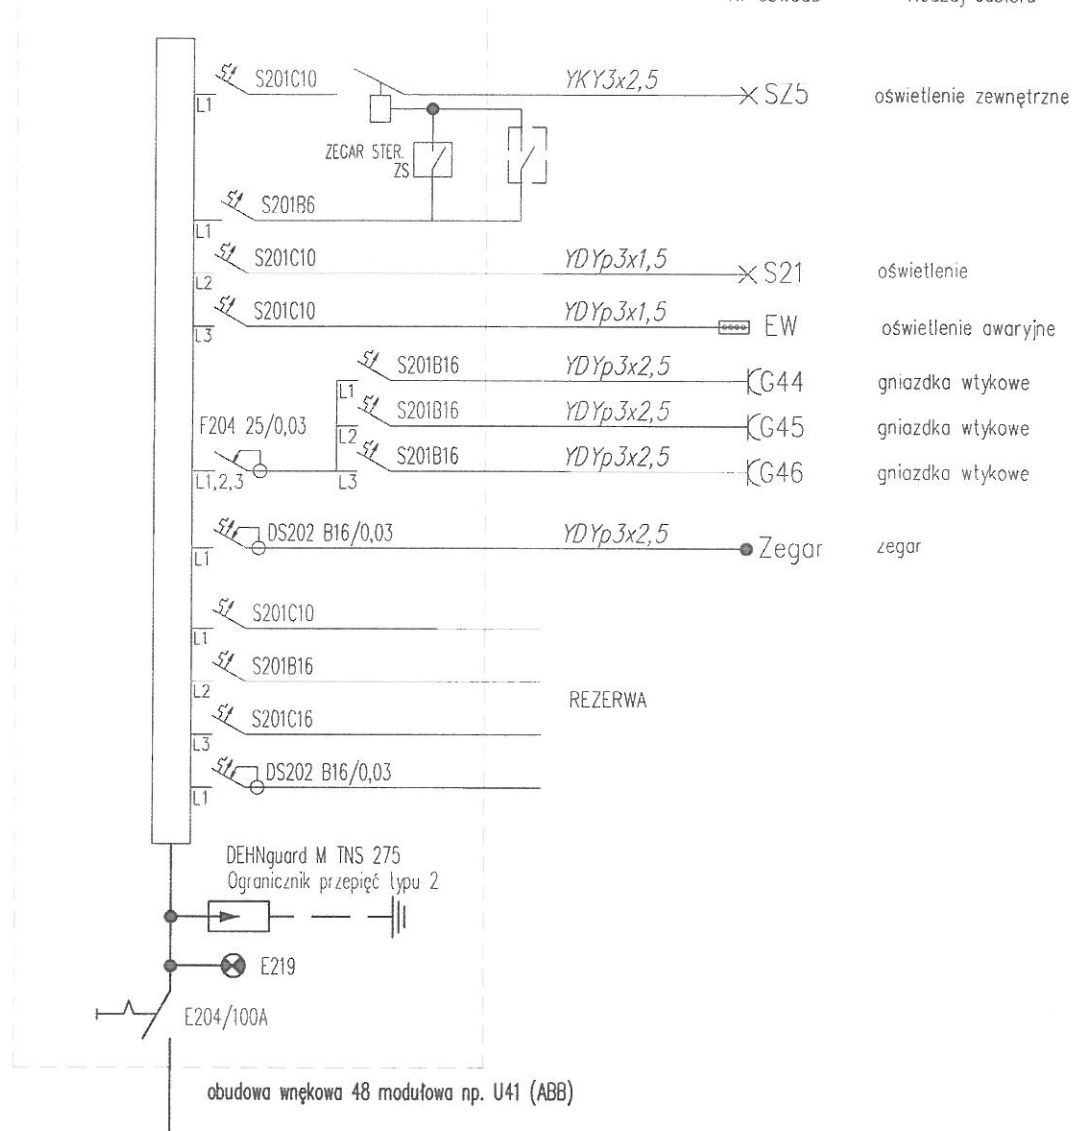 S201C10 YKY3x2,5
L1 SZ5 oświetlenie zewnętrzne
ZEGAR STER.
ZS
S201B6
L1
S201C10 YDYp3x1,5
L2 S21 oświetlenie
S201C10 YDYp3x1,5
L3 EW oświetlenie awaryjne
S201B16 YDYp3x2,5
L1 G44 gniazdka wtykowe
S201B16 YDYp3x2,5
F204 25/0,03 L2 G45 gniazdka wtykowe
S201B16 YDYp3x2,5
L1,2,3 L3 G46 gniazdka wtykowe
DS202 B16/0,03 YDYp3x2,5
L1 Zegar zegar
S201C10
L1
S201B16
L2
REZERWA
S201C16
L3
DS202 B16/0,03
L1
DEHNguard M TNS 275
Ogranicznik przepięć typu 2
E219
E204/100A
obudowa wnękowa 48 modułowa np. U41 (ABB)